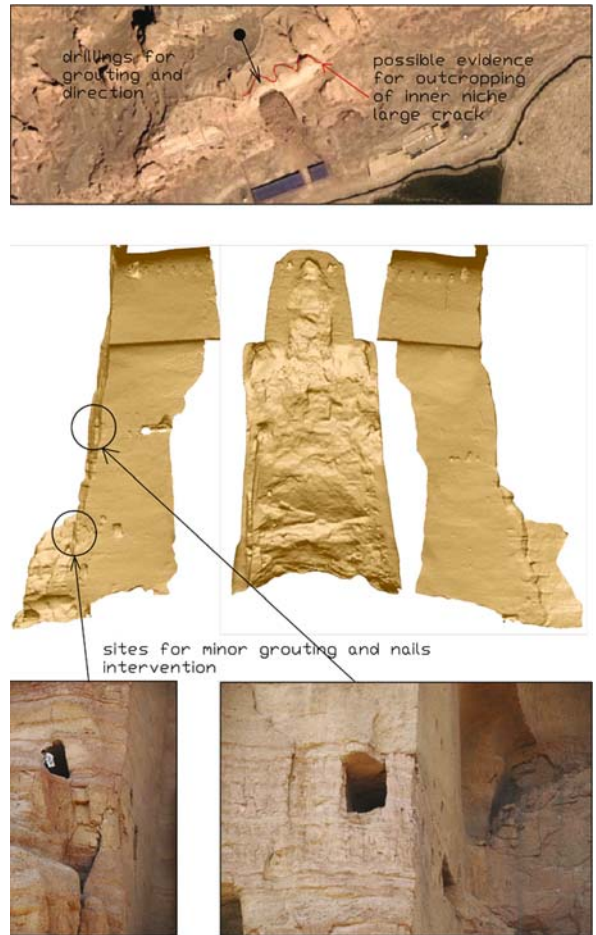 drillings for
grouting and
direction
possible evidence
for outcropping
of inner niche
large crack
sites for minor grouting and nails
intervention